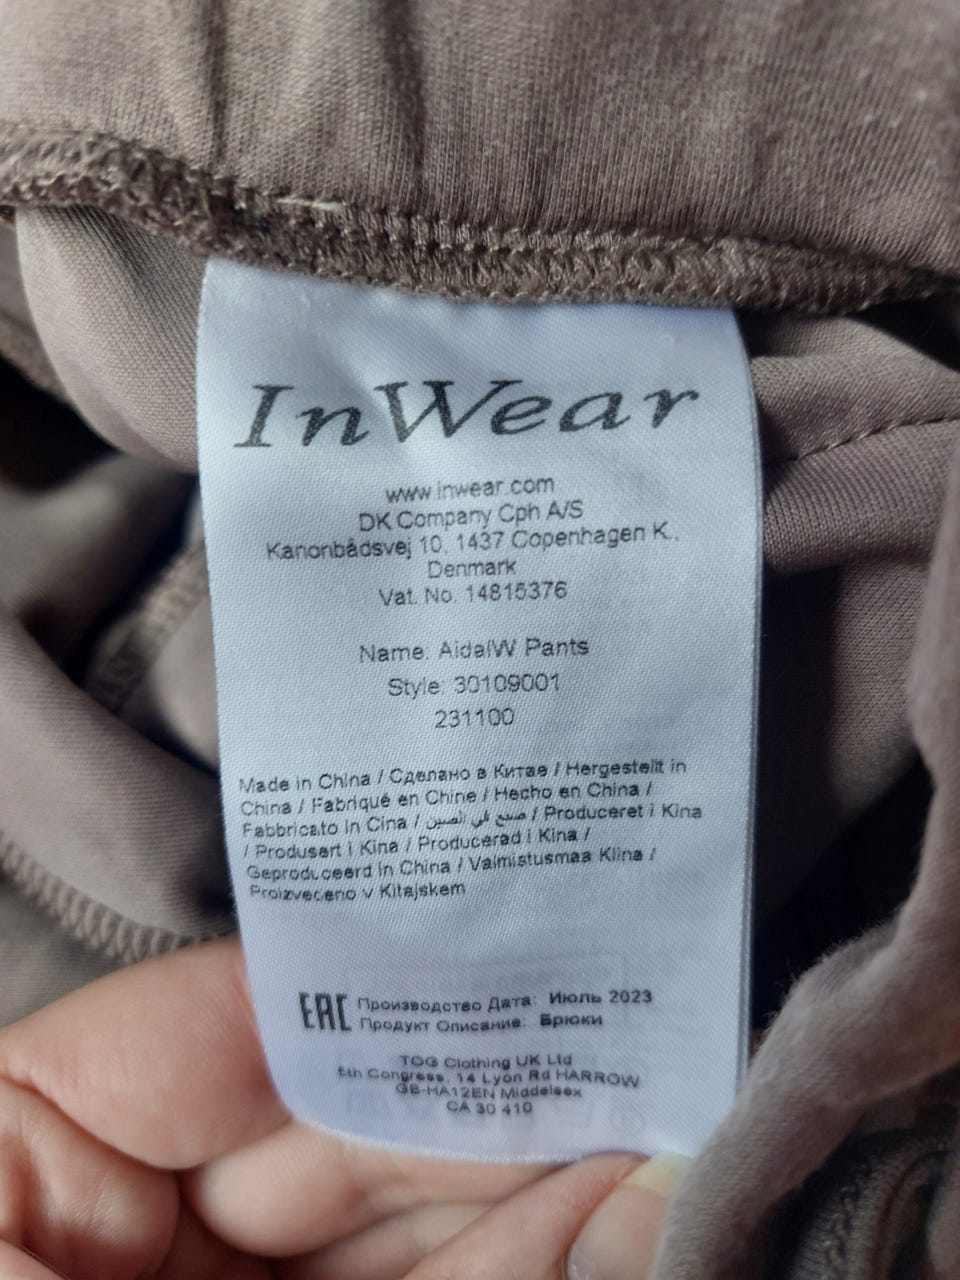 InWear
www.inwear.com
DK Company Cph A/S
Kanonbådsvej 10, 1437 Copenhagen K.,
Denmark
Vat. No. 14815376
Name: AidaIW Pants
Style: 30109001
231100
Made in China / Сделано в Китае / Hergestellt in
China / Fabriqué en Chine / Hecho en China /
Fabbricato in Cina / صنع في الصين / Produceret i Kina
/ Produsert i Kina / Producerad i Kina /
Geproduceerd in China / Valmistusmaa Kiina /
Proizveceno v Kitajskem
EAC Производство Дата: Июль 2023
Продукт Описание: Брюки
TOG Clothing UK Ltd
5th Congress, 14 Lyon Rd HARROW
GB-HA12EN Middelsex
CA 30 410